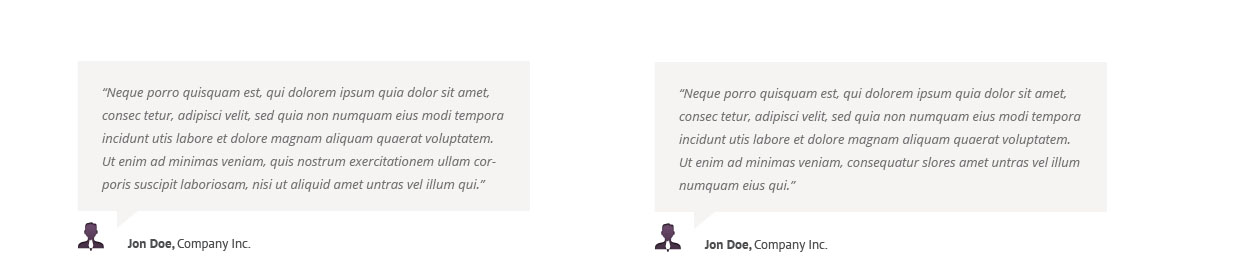 “Neque porro quisquam est, qui dolorem ipsum quia dolor sit amet,
consec tetur, adipisci velit, sed quia non numquam eius modi tempora
incidunt utis labore et dolore magnam aliquam quaerat voluptatem.
Ut enim ad minimas veniam, quis nostrum exercitationem ullam cor-
poris suscipit laboriosam, nisi ut aliquid amet untras vel illum qui.”
Jon Doe, Company Inc.
“Neque porro quisquam est, qui dolorem ipsum quia dolor sit amet,
consec tetur, adipisci velit, sed quia non numquam eius modi tempora
incidunt utis labore et dolore magnam aliquam quaerat voluptatem.
Ut enim ad minimas veniam, consequatur slores amet untras vel illum
numquam eius qui.”
Jon Doe, Company Inc.